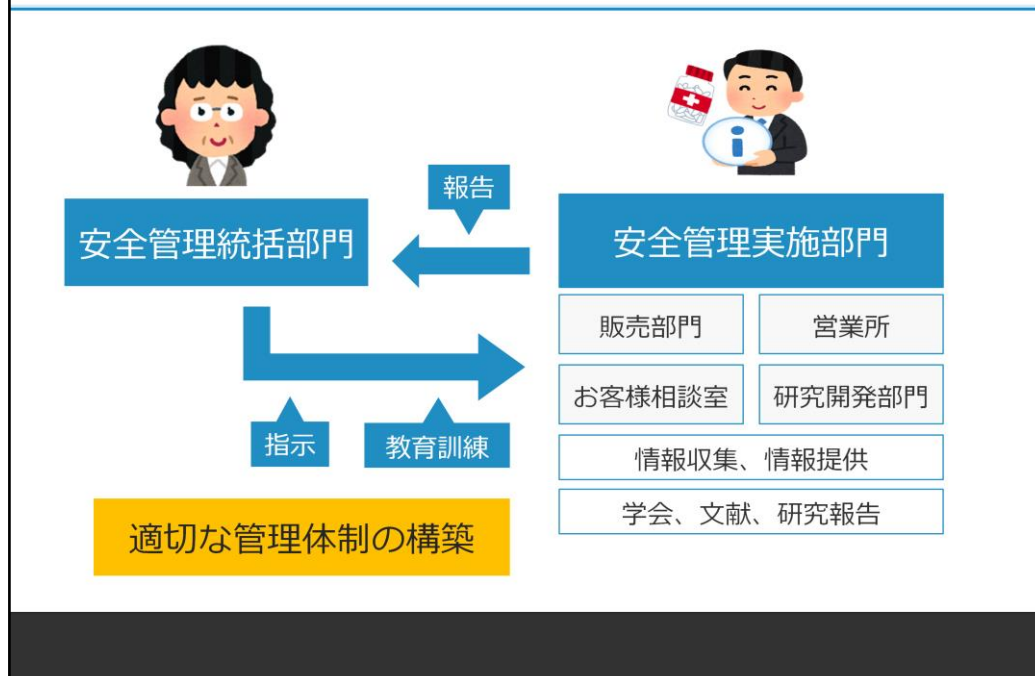 報告
安全管理統括部門
安全管理実施部門
販売部門
営業所
お客様相談室
研究開発部門
指示
教育訓練
情報収集、情報提供
学会、文献、研究報告
適切な管理体制の構築
i